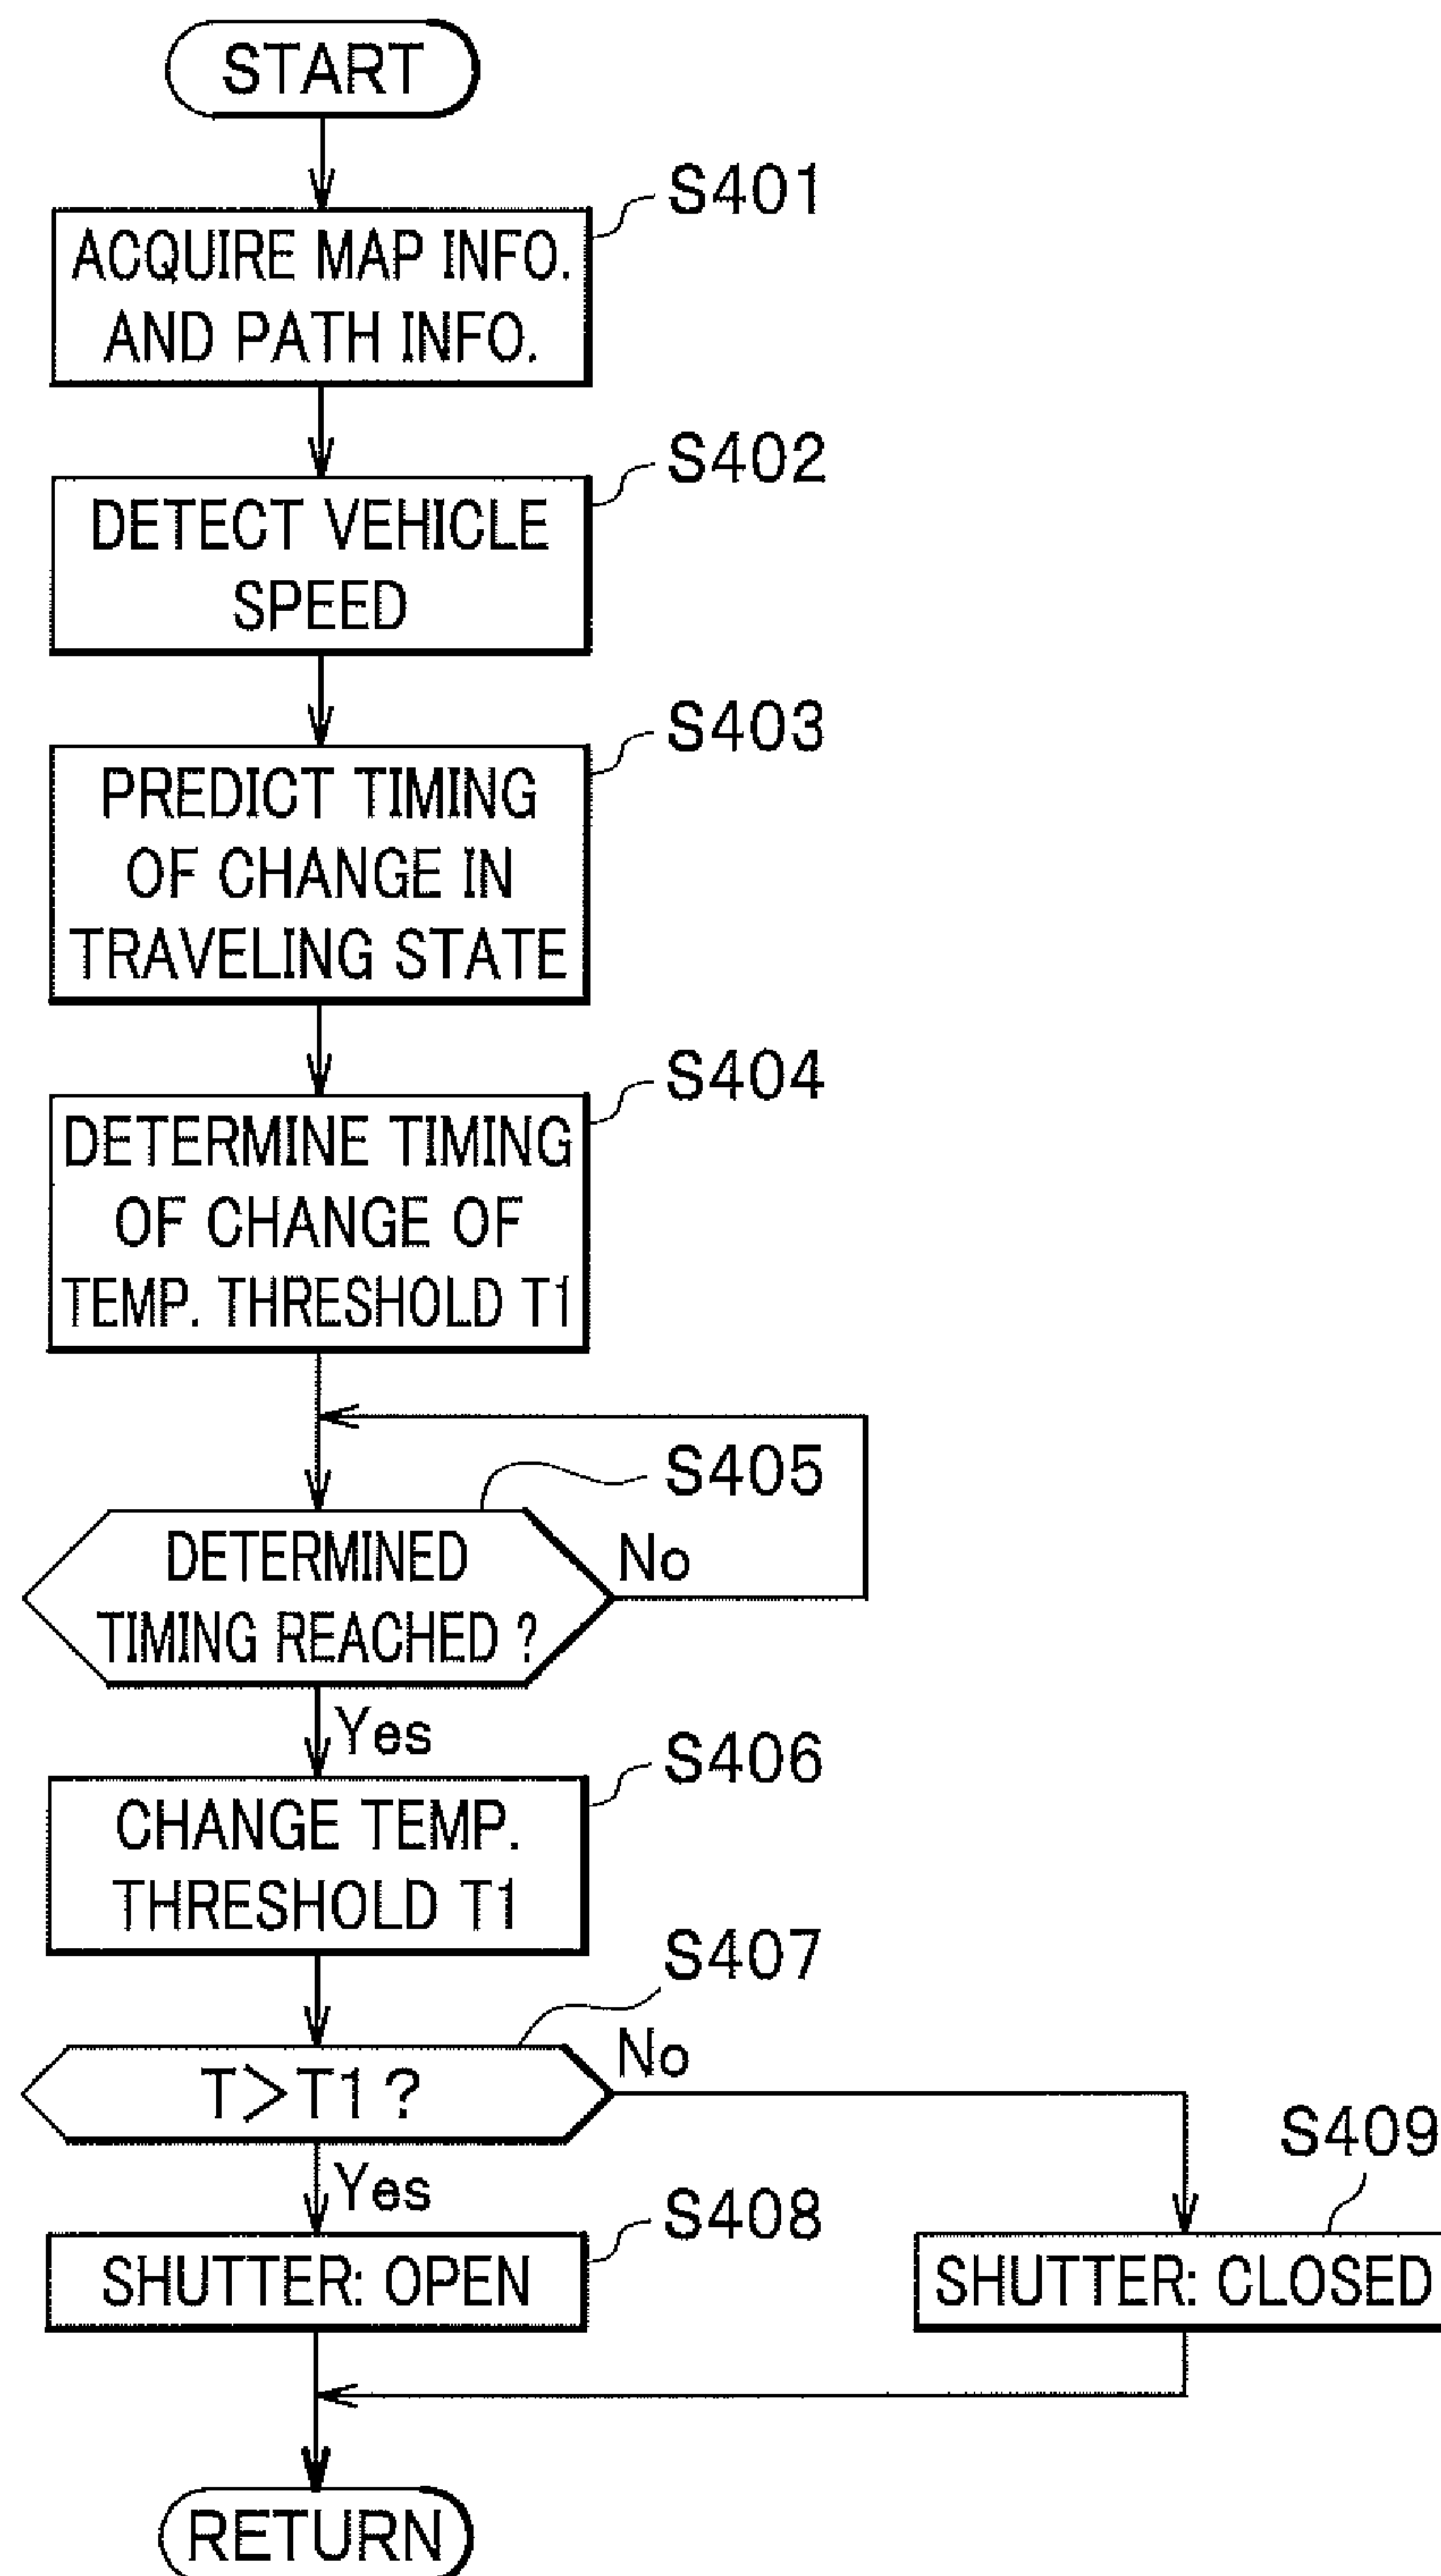 START
S401
ACQUIRE MAP INFO.
AND PATH INFO.
S402
DETECT VEHICLE
SPEED
S403
PREDICT TIMING
OF CHANGE IN
TRAVELING STATE
S404
DETERMINE TIMING
OF CHANGE OF
TEMP. THRESHOLD T1
S405
DETERMINED
TIMING REACHED ?
No
Yes
S406
CHANGE TEMP.
THRESHOLD T1
S407
T>T1 ?
No
Yes
S408
SHUTTER: OPEN
S409
SHUTTER: CLOSED
RETURN